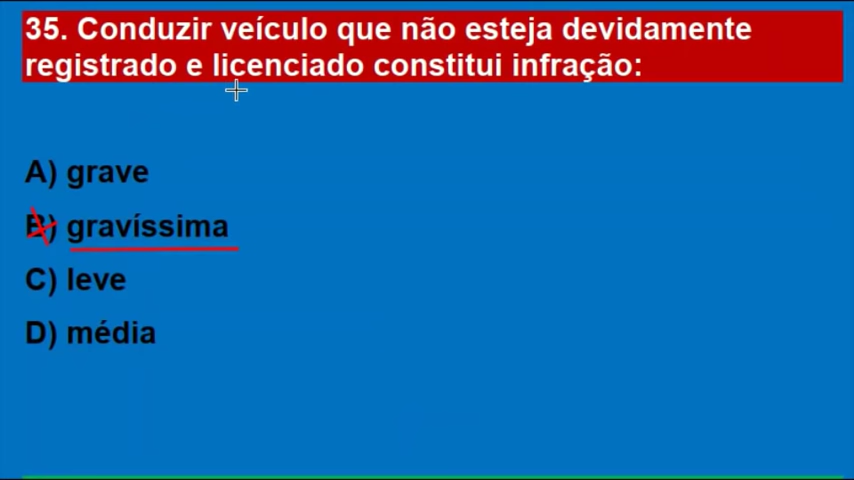 35. Conduzir veículo que não esteja devidamente
registrado e licenciado constitui infração:
A) grave
B) gravíssima
C) leve
D) média